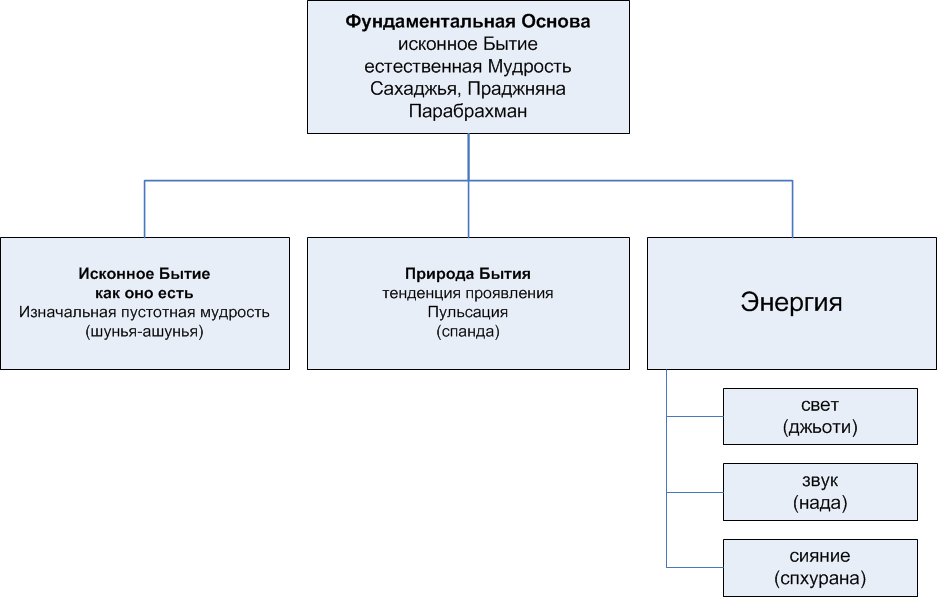 Фундаментальная Основа
исконное Бытие
естественная Мудрость
Сахаджья, Праджняна
Парабрахман
Исконное Бытие
как оно есть
Изначальная пустотная мудрость
(шунья-ашунья)
Природа Бытия
тенденция проявления
Пульсация
(спанда)
Энергия
свет
(джьоти)
звук
(нада)
сияние
(спхурана)